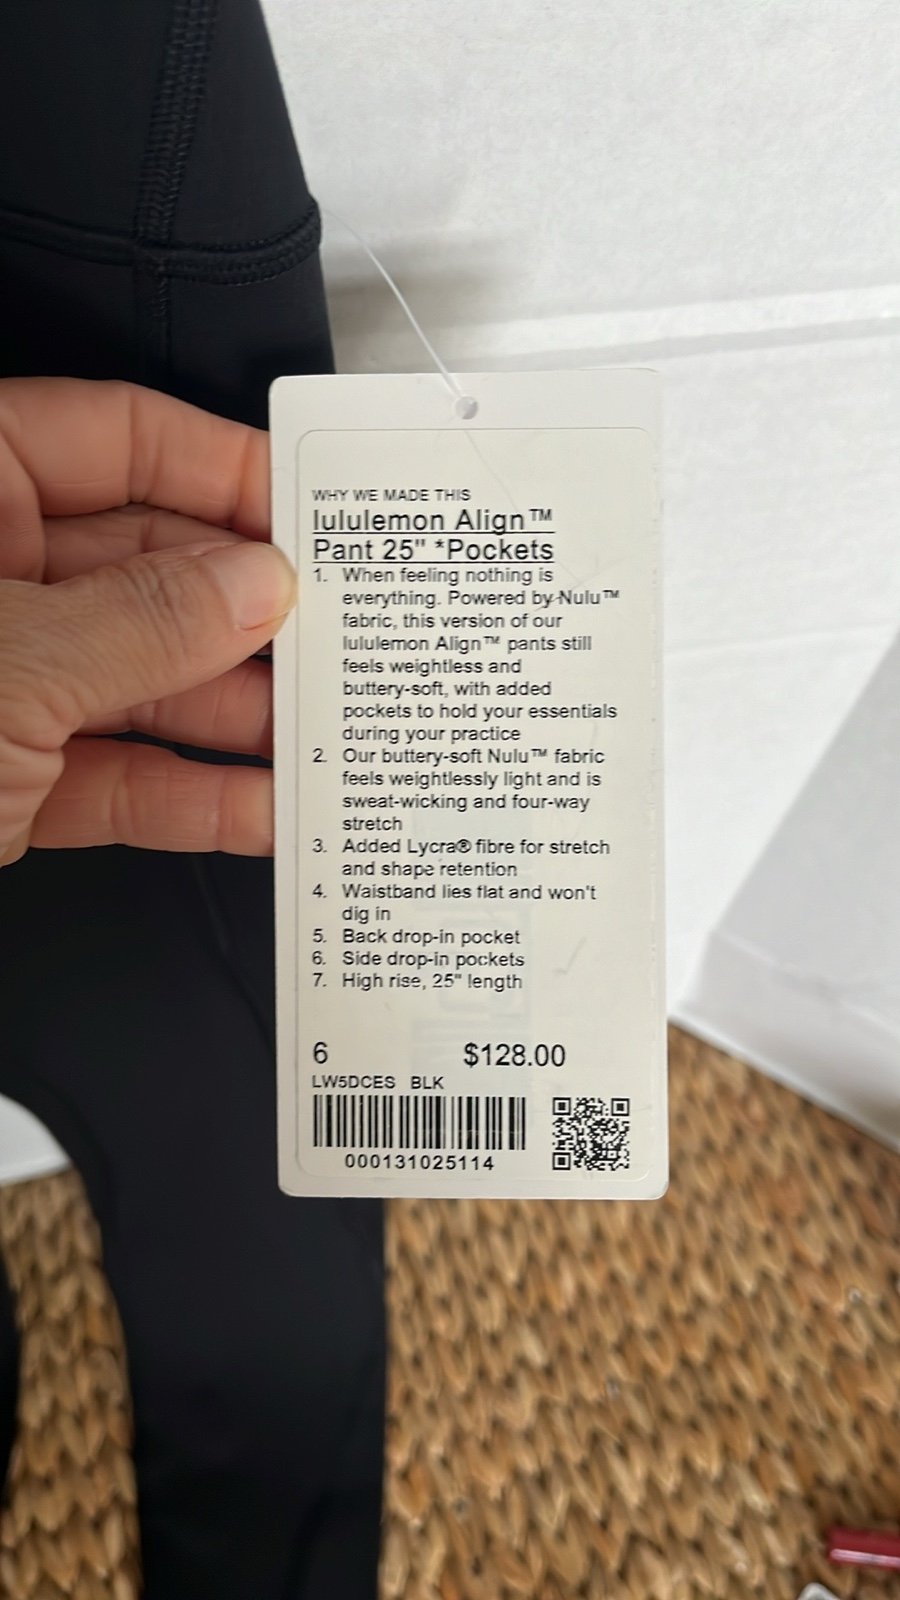 WHY WE MADE THIS
lululemon Align™
Pant 25" *Pockets
1. When feeling nothing is
everything. Powered by Nulu™
fabric, this version of our
lululemon Align™ pants still
feels weightless and
buttery-soft, with added
pockets to hold your essentials
during your practice
2. Our buttery-soft Nulu™ fabric
feels weightlessly light and is
sweat-wicking and four-way
stretch
3. Added Lycra® fibre for stretch
and shape retention
4. Waistband lies flat and won't
dig in
5. Back drop-in pocket
6. Side drop-in pockets
7. High rise, 25" length
6 $128.00
LW5DCES BLK
000131025114